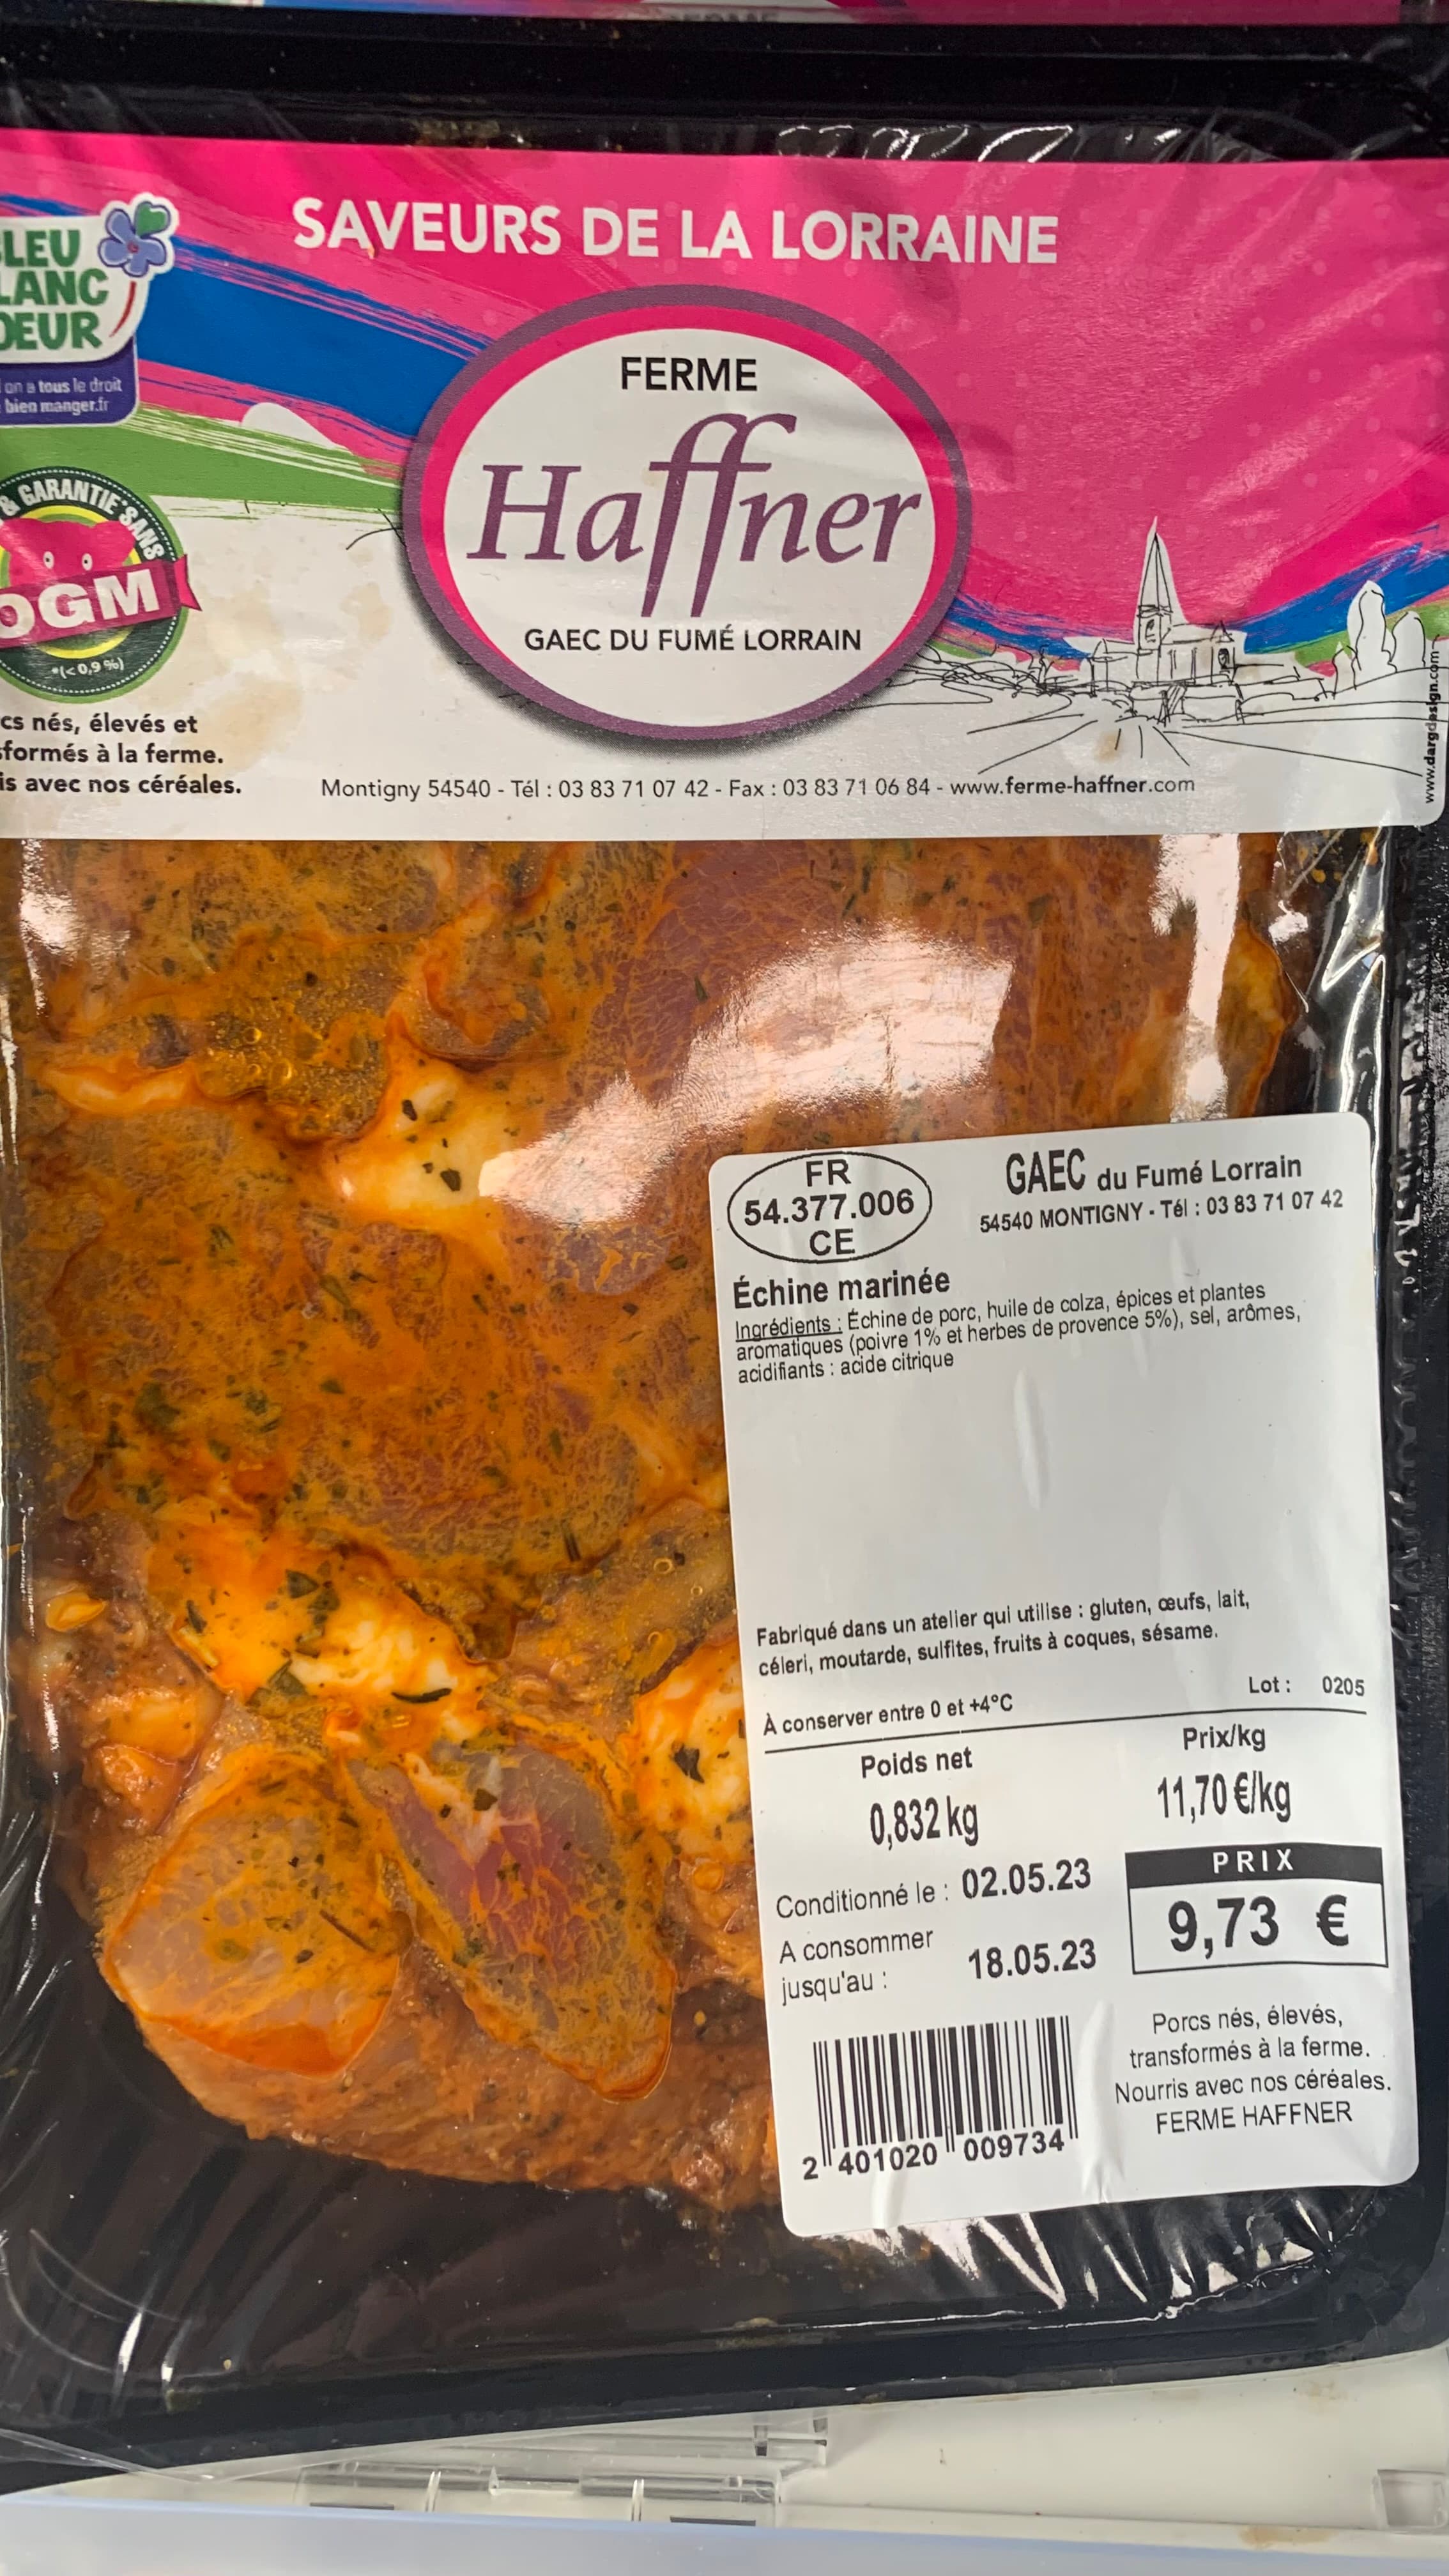 SAVEURS DE LA LORRAINE
LEU
LANC
ŒUR
on a tous le droit
bien manger.fr
& GARANTIE SANS
OGM
*(<0,9%)
cs nés, élevés et
formés à la ferme.
is avec nos céréales.
FERME
Haffner
GAEC DU FUMÉ LORRAIN
Montigny 54540 - Tél : 03 83 71 07 42 - Fax : 03 83 71 06 84 - www.ferme-haffner.com
www.dargdesign.com
FR
54.377.006
CE
GAEC du Fumé Lorrain
54540 MONTIGNY - Tél : 03 83 71 07 42
Échine marinée
Ingrédients : Échine de porc, huile de colza, épices et plantes
aromatiques (poivre 1% et herbes de provence 5%), sel, arômes,
acidifiants : acide citrique
Fabriqué dans un atelier qui utilise : gluten, œufs, lait,
céleri, moutarde, sulfites, fruits à coques, sésame.
À conserver entre 0 et +4°C
Lot : 0205
Poids net
0,832 kg
Prix/kg
11,70 €/kg
Conditionné le : 02.05.23
A consommer
jusqu'au : 18.05.23
PRIX
9,73 €
Porcs nés, élevés,
transformés à la ferme.
Nourris avec nos céréales.
FERME HAFFNER
2 401020 009734